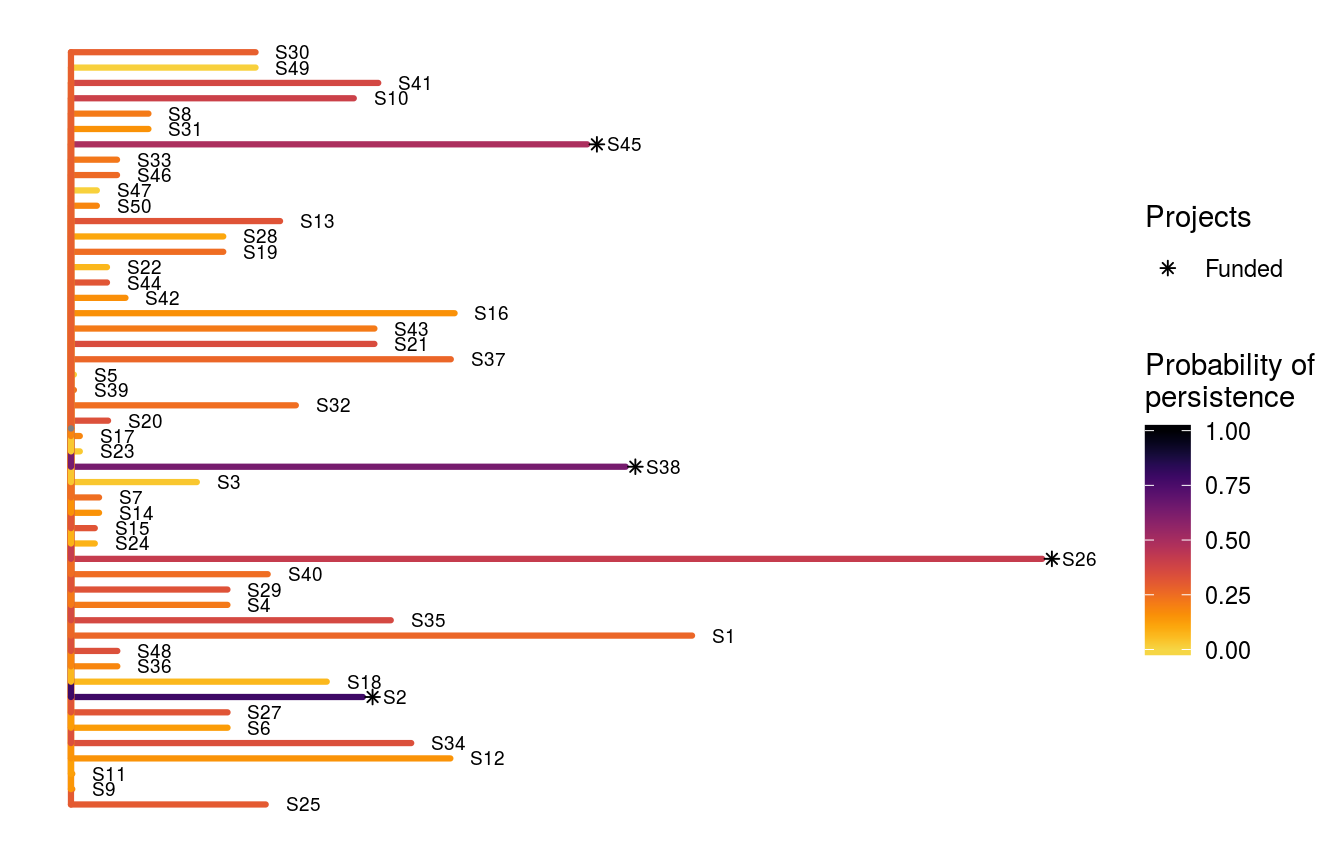 S30
S49
S41
S10
S8
S31
S45
S33
S46
S47
S50
S13
S28
S19
S22
S44
S42
S16
S43
S21
S37
S5
S39
S32
S20
S17
S23
S38
S3
S7
S14
S15
S24
S26
S40
S29
S4
S35
S1
S48
S36
S18
S2
S27
S6
S34
S12
S11
S9
S25
Projects
Funded
Probability of
persistence
1.00
0.75
0.50
0.25
0.00